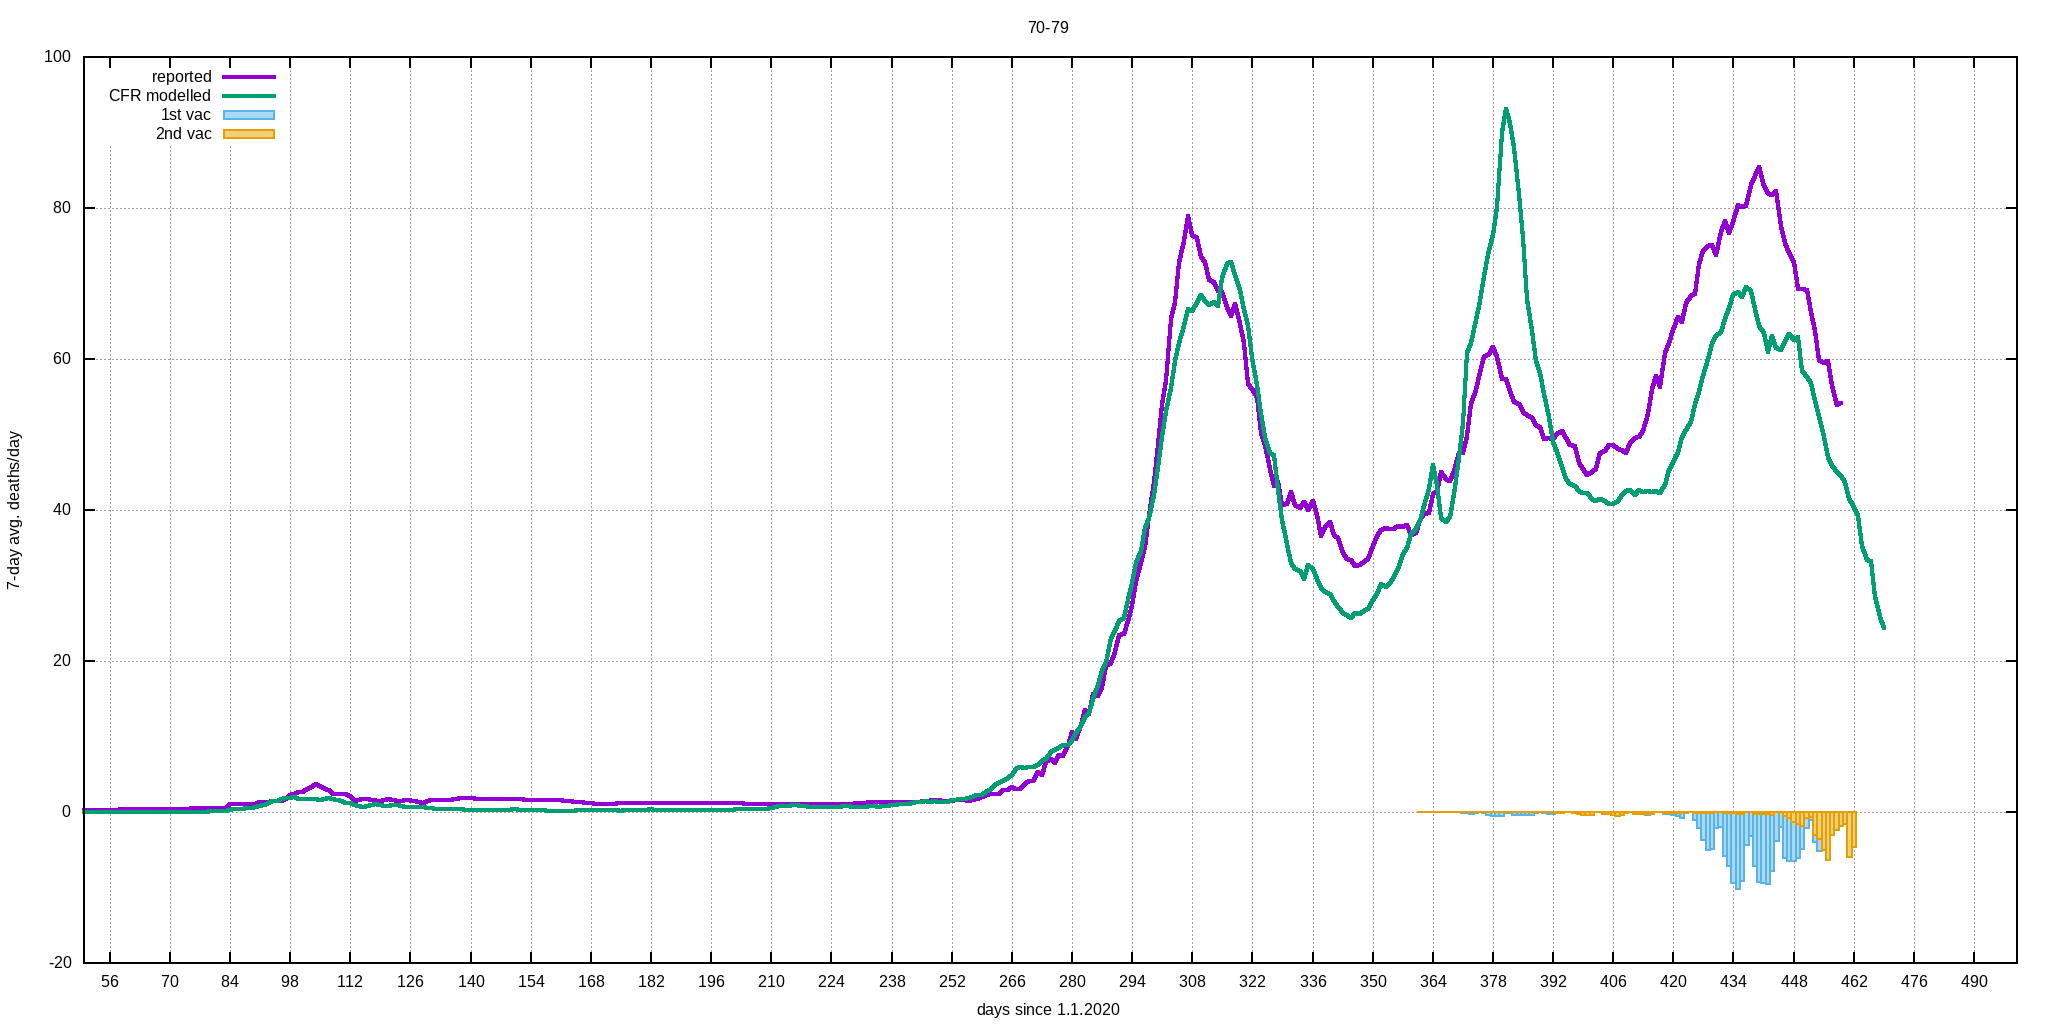 70-79
100
80
60
40
20
0
-20
reported
CFR modelled
1st vac
2nd vac
7-day avg. deaths/day
56 70 84 98 112 126 140 154 168 182 196 210 224 238 252 266 280 294 308 322 336 350 364 378 392 406 420 434 448 462 476 490
days since 1.1.2020